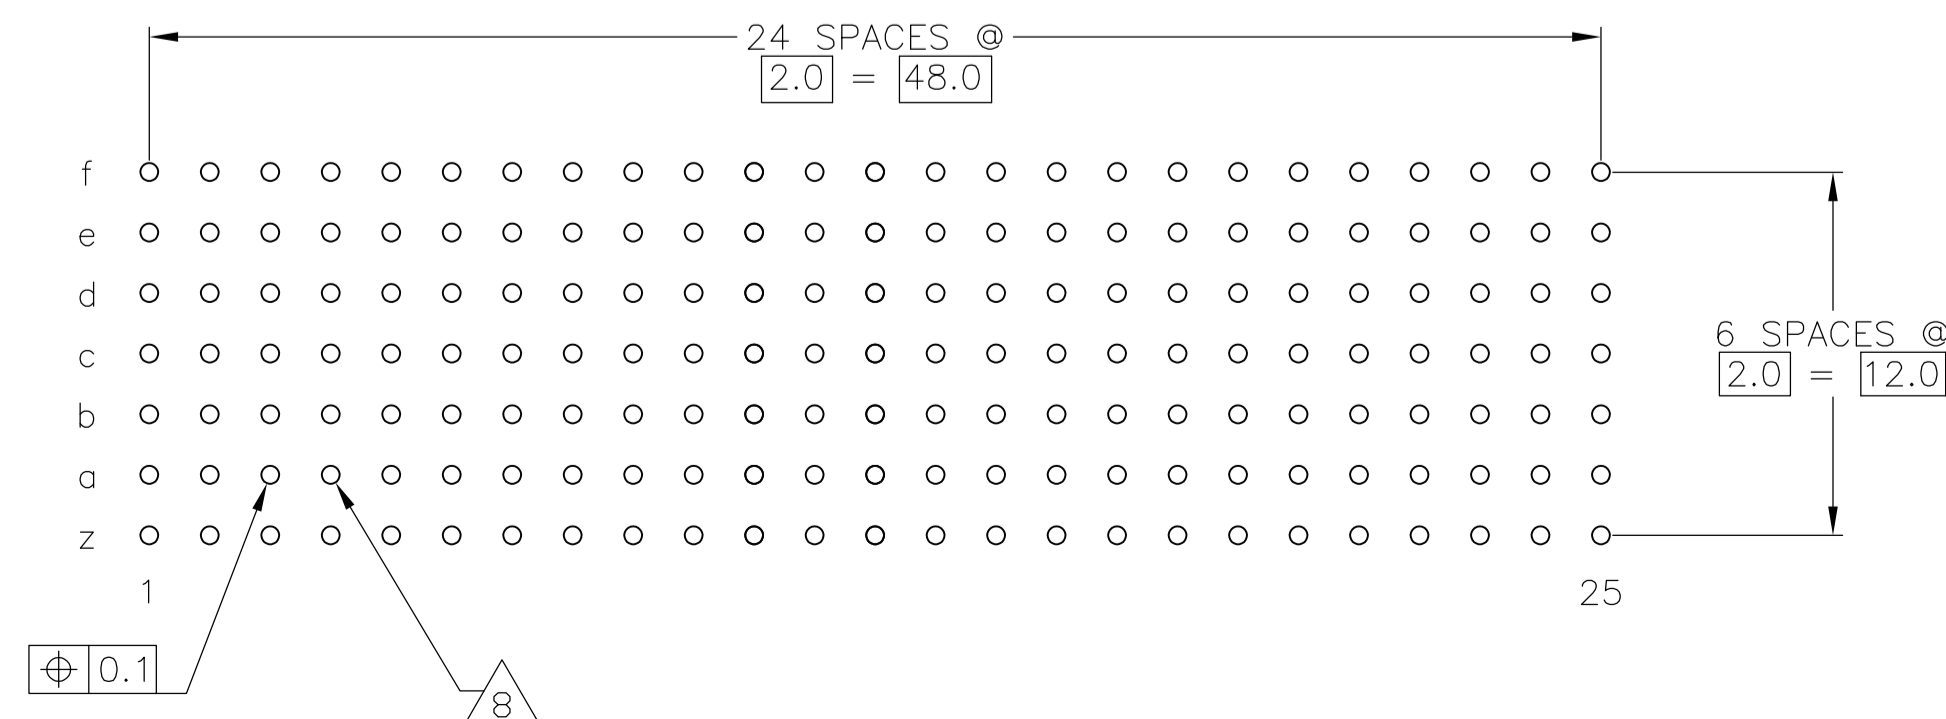 24 SPACES @
2.0 = 48.0
f
e
d
c
b
a
z
6 SPACES @
2.0 = 12.0
1
25
⌖ 0.1
8